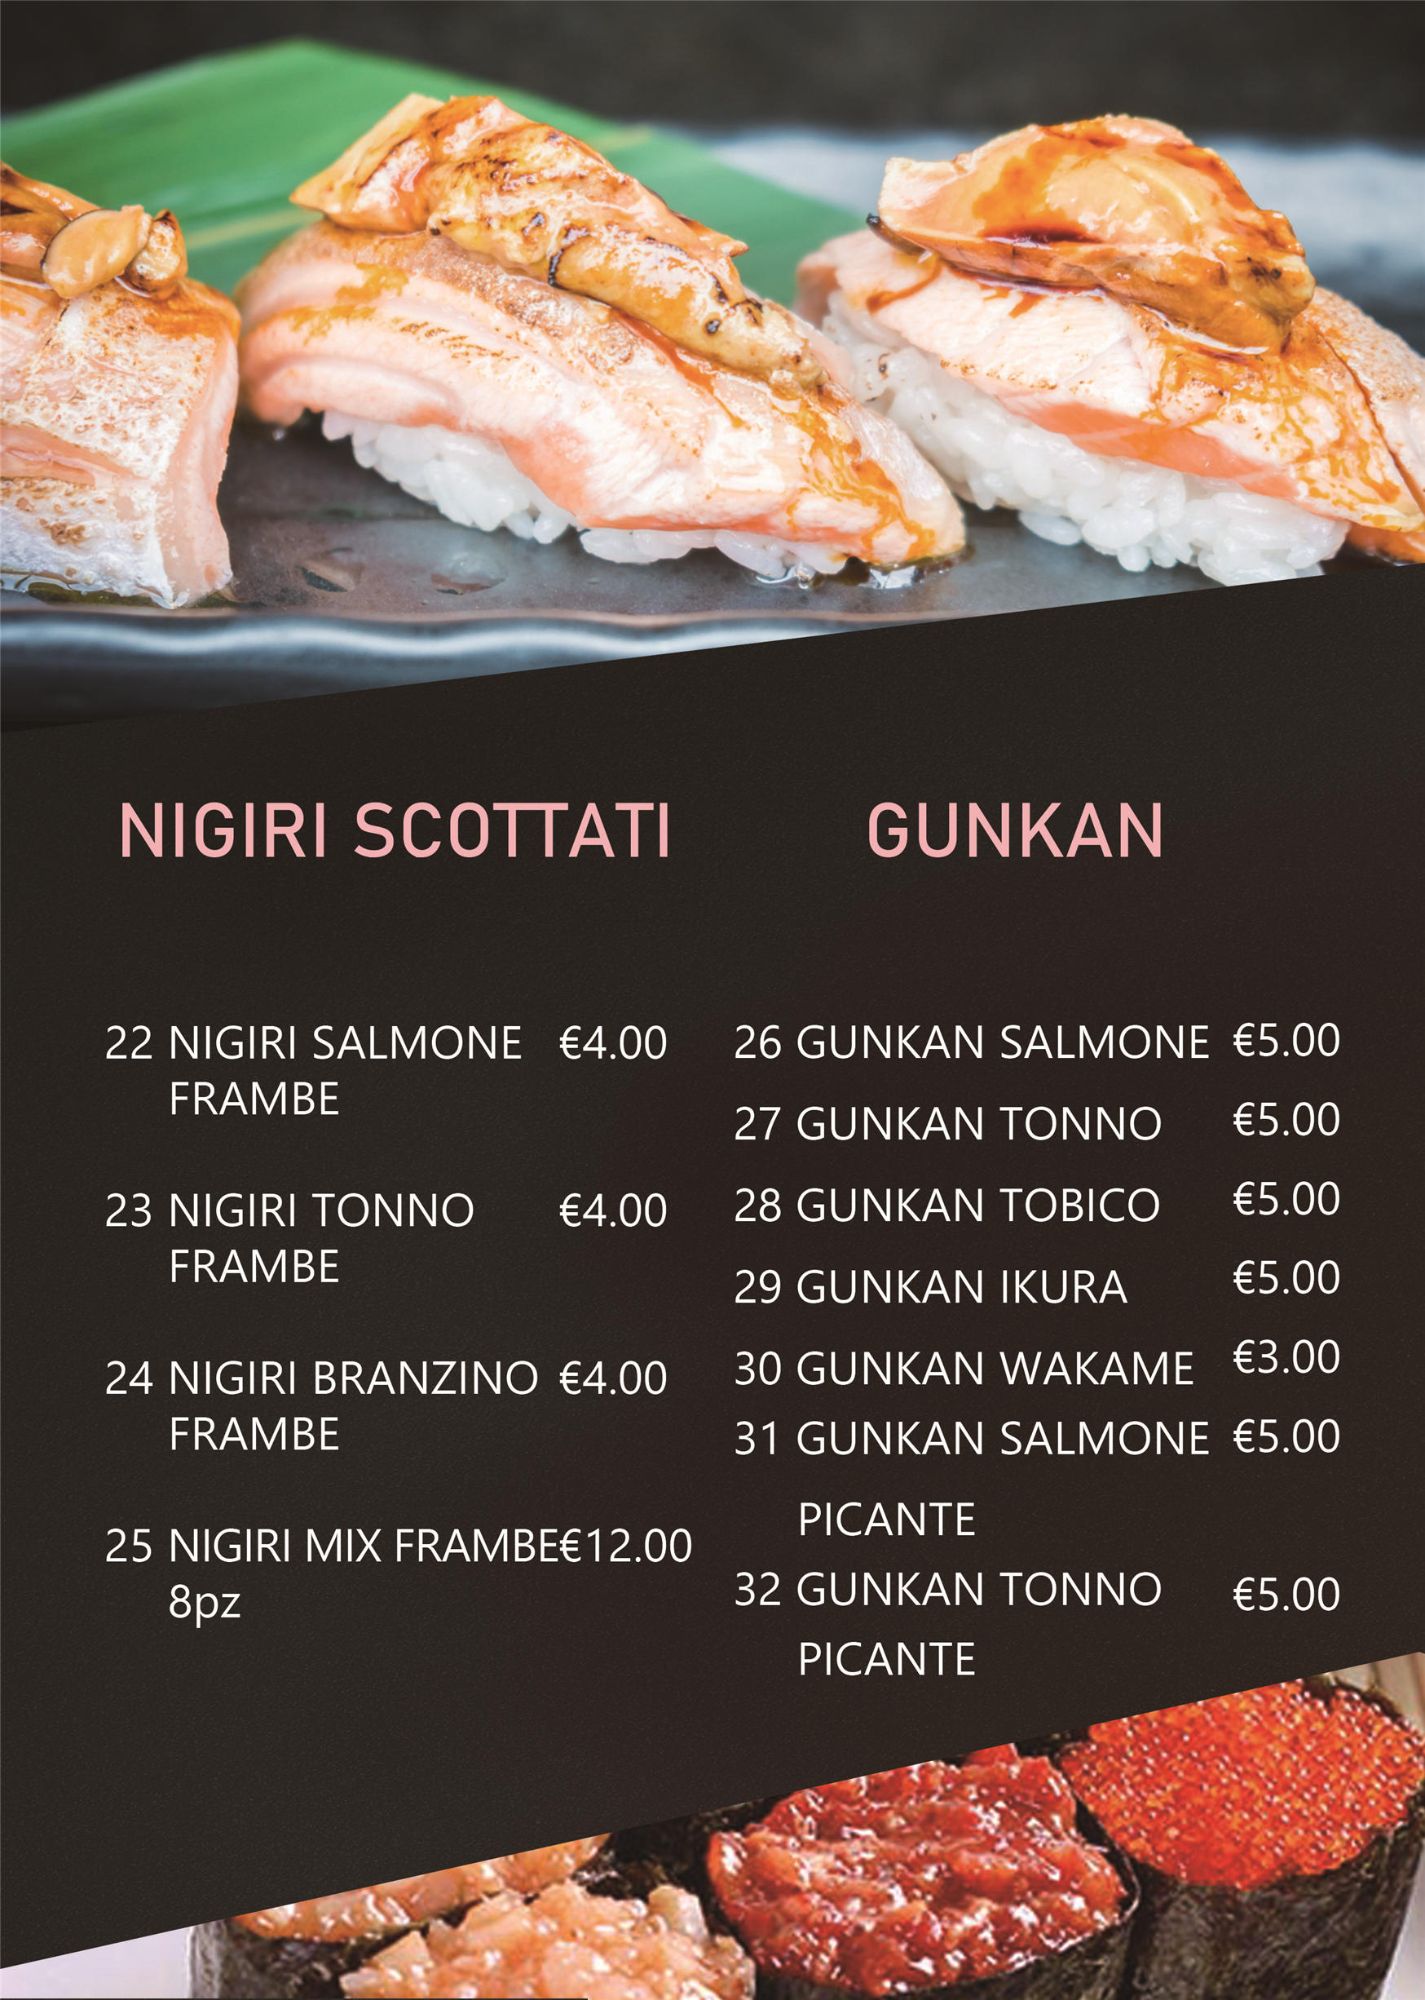 NIGIRI SCOTTATI
22 NIGIRI SALMONE €4.00
FRAMBE
23 NIGIRI TONNO €4.00
FRAMBE
24 NIGIRI BRANZINO €4.00
FRAMBE
25 NIGIRI MIX FRAMBE€12.00
8pz
GUNKAN
26 GUNKAN SALMONE €5.00
27 GUNKAN TONNO €5.00
28 GUNKAN TOBICO €5.00
29 GUNKAN IKURA €5.00
30 GUNKAN WAKAME €3.00
31 GUNKAN SALMONE €5.00
PICANTE
32 GUNKAN TONNO €5.00
PICANTE